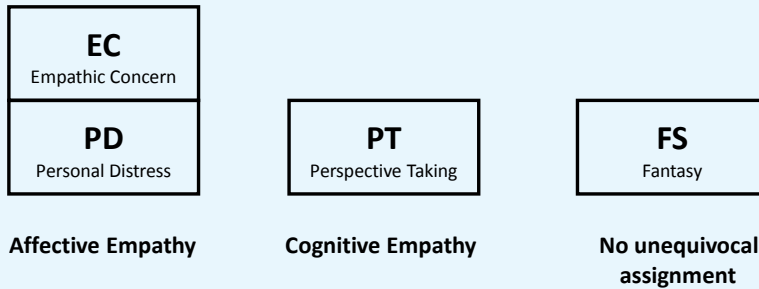 EC
Empathic Concern
PD
Personal Distress
PT
Perspective Taking
FS
Fantasy
Affective Empathy
Cognitive Empathy
No unequivocal
assignment